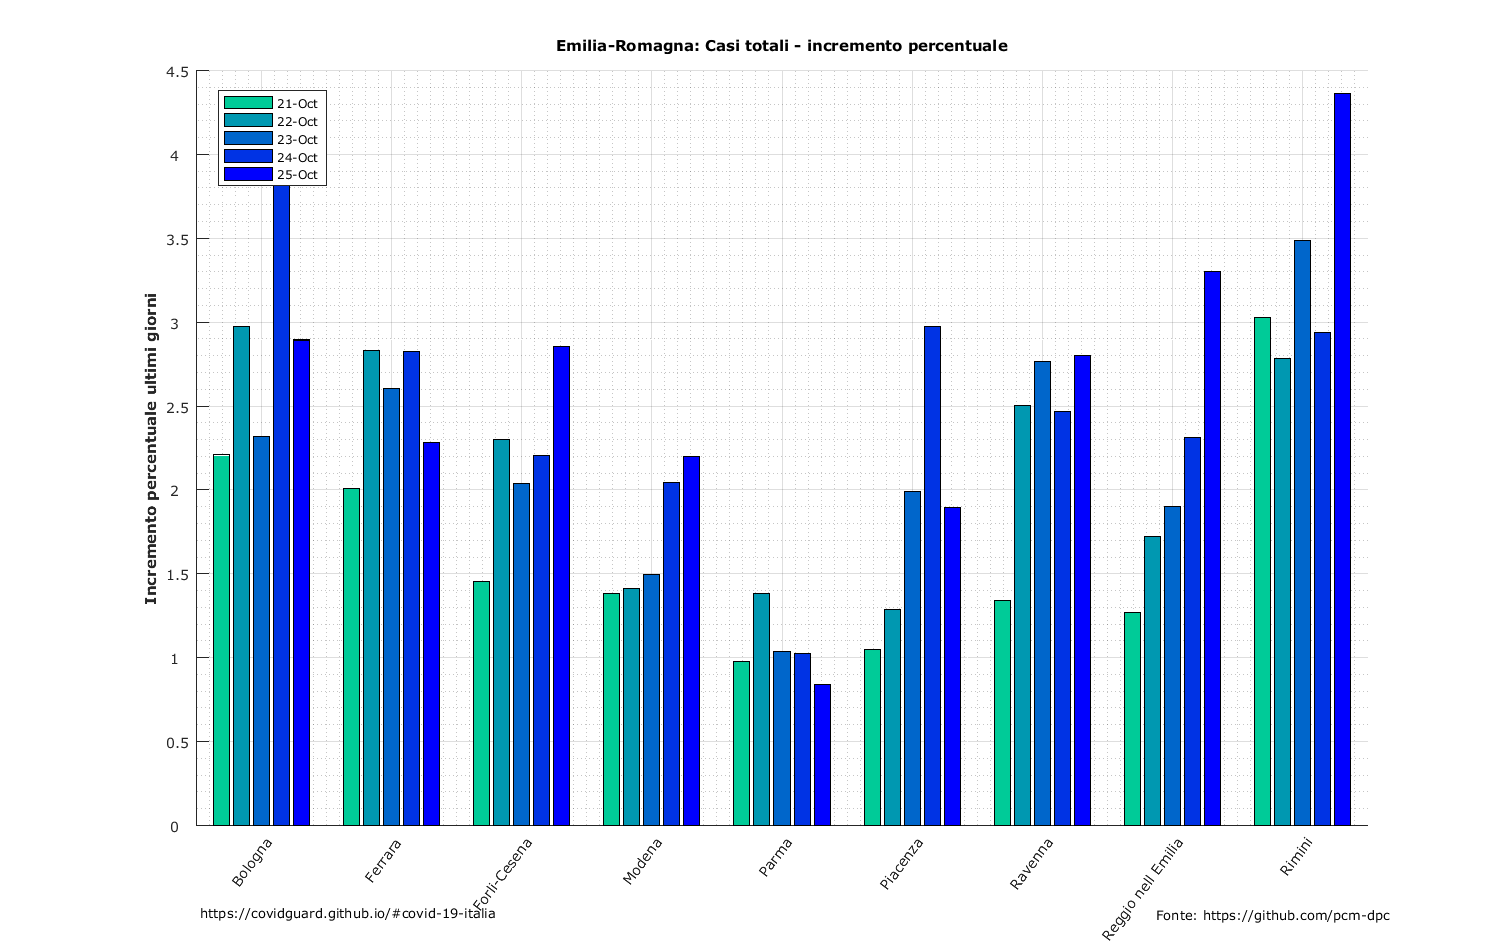 Emilia-Romagna: Casi totali - incremento percentuale
4.5
4
3.5
3
2.5
2
1.5
1
0.5
0
Incremento percentuale ultimi giorni
21-Oct
22-Oct
23-Oct
24-Oct
25-Oct
Bologna
Ferrara
Forlì-Cesena
Modena
Parma
Piacenza
Ravenna
Reggio nell Emilia
Rimini
https://covidguard.github.io/#covid-19-italia
Fonte: https://github.com/pcm-dpc